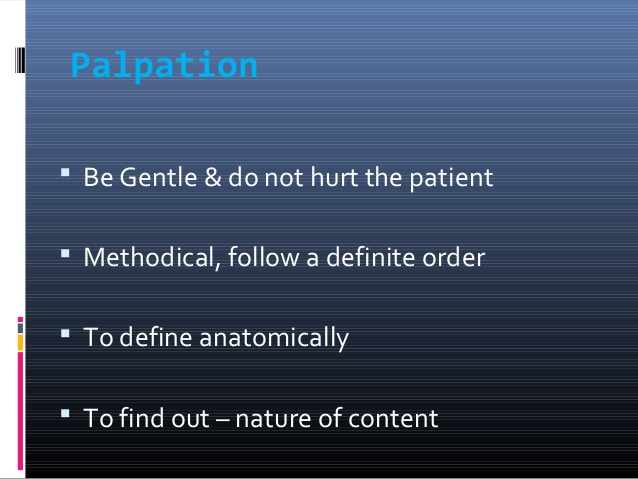 Palpation
▪ Be Gentle & do not hurt the patient
▪ Methodical, follow a definite order
▪ To define anatomically
▪ To find out – nature of content